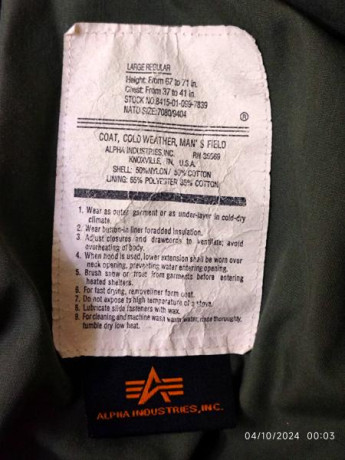 LARGE REGULAR
Height: From 67 to 71 in.
Chest: From 37 to 41 in.
STOCK NO.8415-01-099-7839
NATO SIZE:7080/9404
®
COAT, COLD WEATHER, MAN'S FIELD
ALPHA INDUSTRIES, INC. RN 39569
KNOXVILLE, TN, U.S.A.
SHELL: 50%NYLON / 50% COTTON
LINING: 65% POLYESTER 35% COTTON
1. Wear as outer garment or as under-layer in cold-dry
climate.
2. Wear button-in liner foradded insulation.
3. Adjust closures and drawcords to ventilate; avoid
overheating of body.
4. When hood is used, lower extension shall be worn over
neck opening, preventing water entering opening.
5. Brush snow or frost from garments before entering
heated shelters.
6. For fast drying, removeliner form coat.
7. Do not expose to high temperature of a stove.
8. Lubricate slide fasteners with wax.
9. For cleaning and machine wash water, rinse thoroughly,
tumble dry low heat.
ALPHA INDUSTRIES, INC.
04/10/2024 00:03